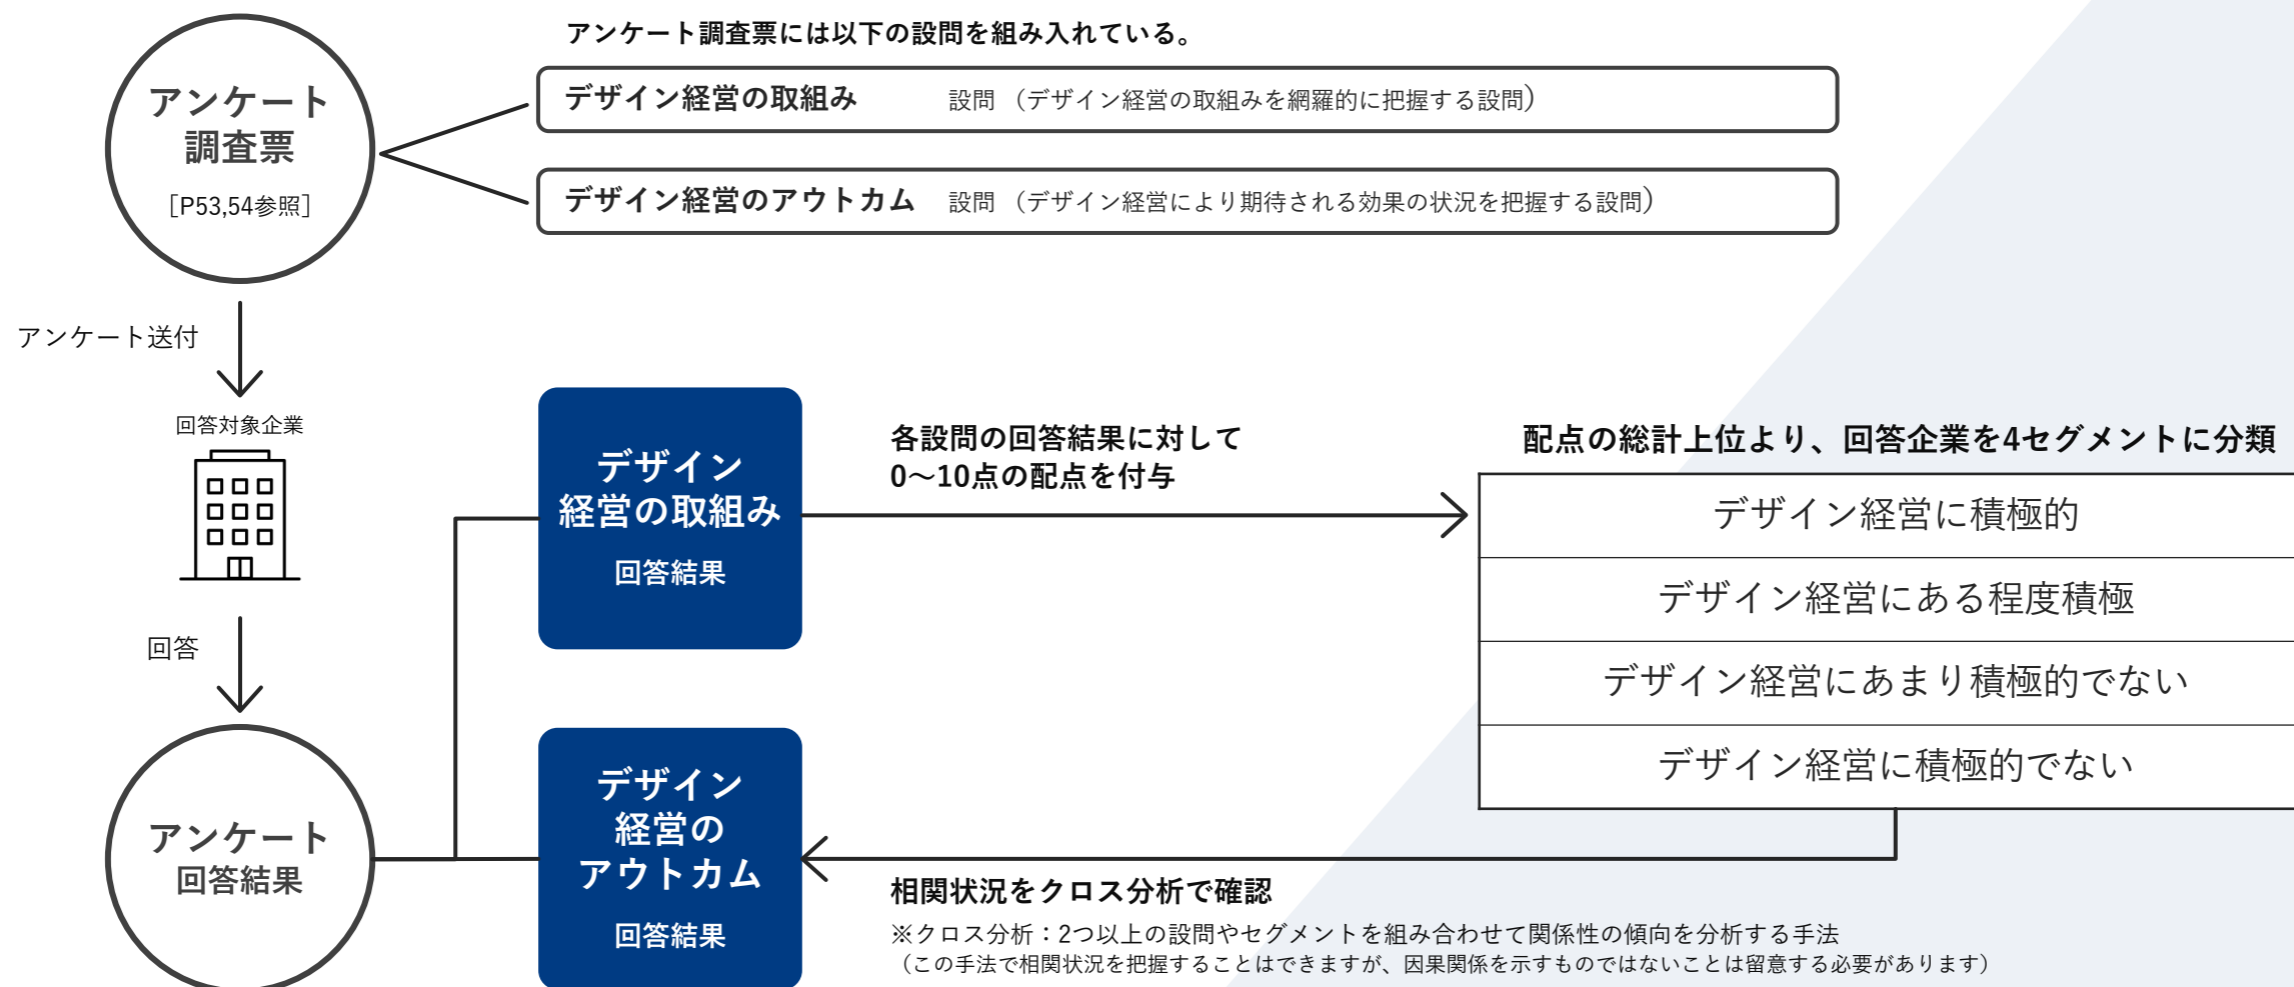 アンケート調査票には以下の設問を組み入れている。
アンケート
調査票
[P53,54参照]
デザイン経営の取組み 設問 （デザイン経営の取組みを網羅的に把握する設問）
デザイン経営のアウトカム 設問 （デザイン経営により期待される効果の状況を把握する設問）
アンケート送付
回答対象企業
回答
アンケート
回答結果
デザイン
経営の取組み
回答結果
各設問の回答結果に対して
0〜10点の配点を付与
配点の総計上位より、回答企業を4セグメントに分類
デザイン経営に積極的
デザイン経営にある程度積極
デザイン経営にあまり積極的でない
デザイン経営に積極的でない
デザイン
経営の
アウトカム
回答結果
相関状況をクロス分析で確認
※クロス分析：2つ以上の設問やセグメントを組み合わせて関係性の傾向を分析する手法
（この手法で相関状況を把握することはできますが、因果関係を示すものではないことは留意する必要があります）